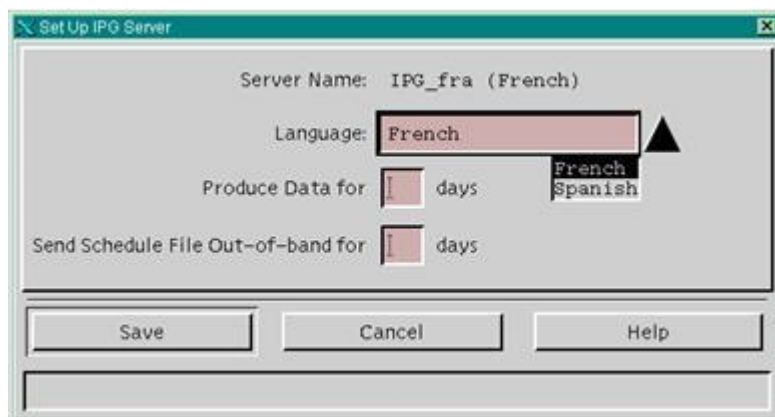 Set Up IPG Server
Server Name: IPG_fra (French)
Language: French
French
Spanish
Produce Data for days
Send Schedule File Out-of-band for days
Save Cancel Help